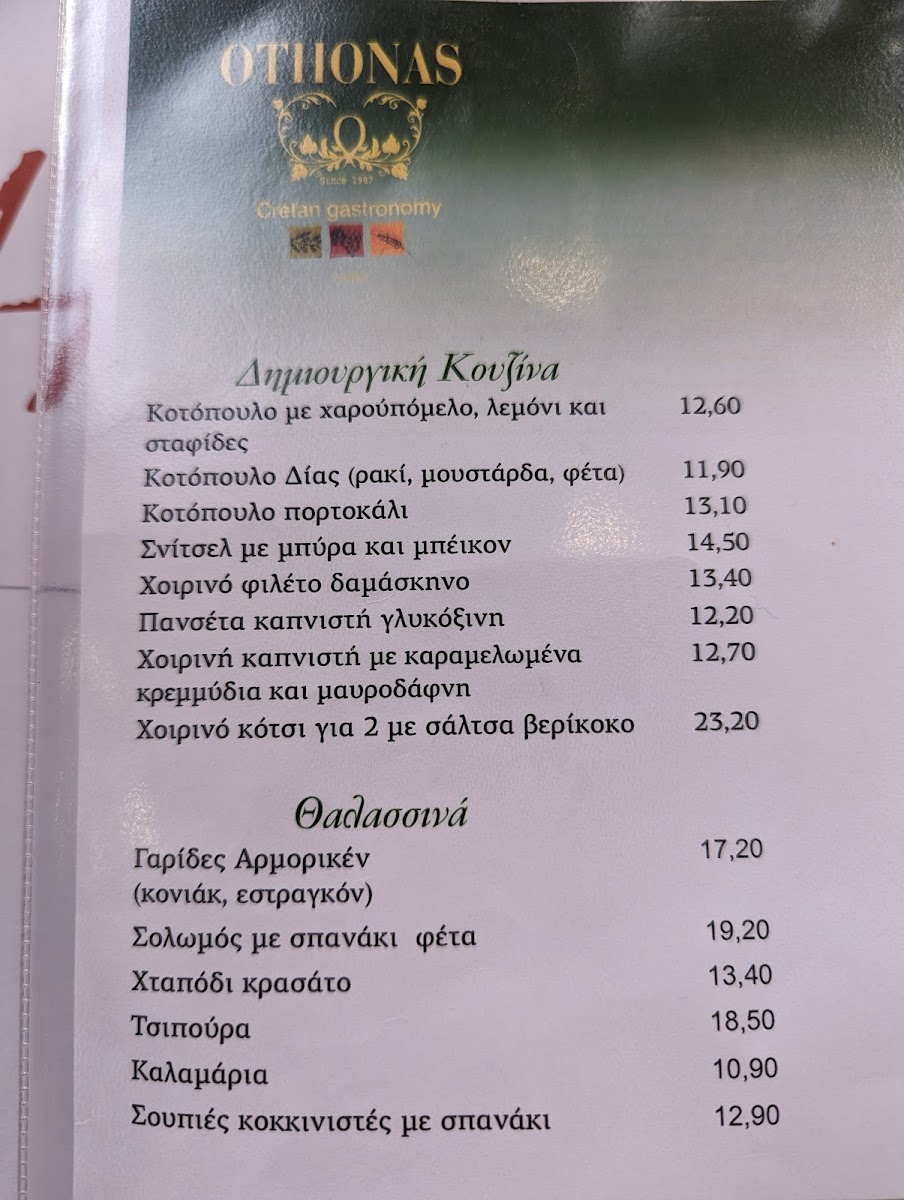 OTHONAS
Since 1987
Cretan gastronomy
Δημιουργική Κουζίνα
Κοτόπουλο με χαρούπόμελο, λεμόνι και 12,60
σταφίδες
Κοτόπουλο Δίας (ρακί, μουστάρδα, φέτα) 11,90
Κοτόπουλο πορτοκάλι 13,10
Σνίτσελ με μπύρα και μπέικον 14,50
Χοιρινό φιλέτο δαμάσκηνο 13,40
Πανσέτα καπνιστή γλυκόξινη 12,20
Χοιρινή καπνιστή με καραμελωμένα 12,70
κρεμμύδια και μαυροδάφνη
Χοιρινό κότσι για 2 με σάλτσα βερίκοκο 23,20
Θαλασσινά
Γαρίδες Αρμορικέν 17,20
(κονιάκ, εστραγκόν)
Σολωμός με σπανάκι φέτα 19,20
Χταπόδι κρασάτο 13,40
Τσιπούρα 18,50
Καλαμάρια 10,90
Σουπιές κοκκινιστές με σπανάκι 12,90